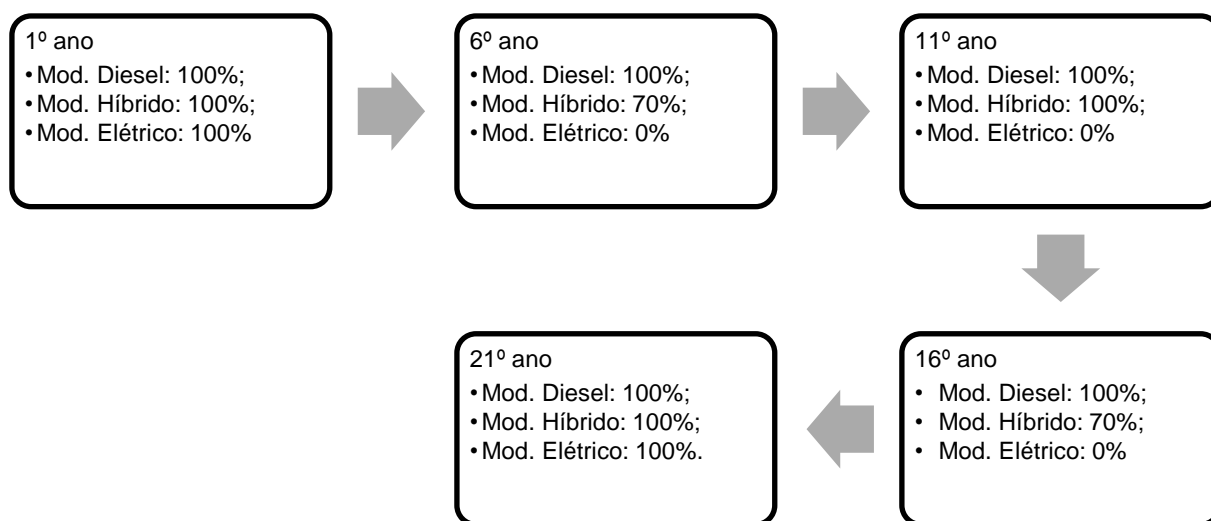 1º ano
•Mod. Diesel: 100%;
•Mod. Híbrido: 100%;
•Mod. Elétrico: 100%
6º ano
•Mod. Diesel: 100%;
•Mod. Híbrido: 70%;
•Mod. Elétrico: 0%
11º ano
•Mod. Diesel: 100%;
•Mod. Híbrido: 100%;
•Mod. Elétrico: 0%
16º ano
• Mod. Diesel: 100%;
• Mod. Híbrido: 70%;
• Mod. Elétrico: 0%
21º ano
•Mod. Diesel: 100%;
•Mod. Híbrido: 100%;
•Mod. Elétrico: 100%.